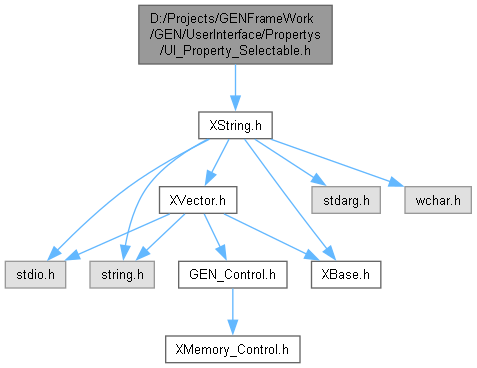 D:/Projects/GENFrameWork
/GEN/UserInterface/Propertys
/UI_Property_Selectable.h
XString.h
XVector.h
stdarg.h
wchar.h
stdio.h
string.h
GEN_Control.h
XBase.h
XMemory_Control.h